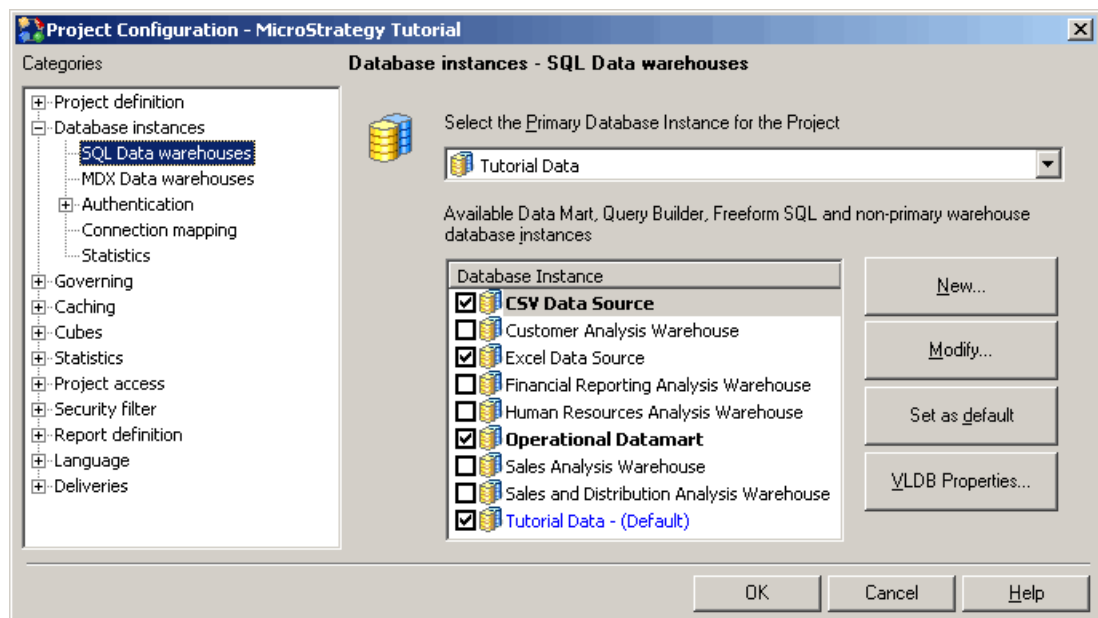 Project Configuration - MicroStrategy Tutorial
Categories
Project definition
Database instances
SQL Data warehouses
MDX Data warehouses
Authentication
Connection mapping
Statistics
Governing
Caching
Cubes
Statistics
Project access
Security filter
Report definition
Language
Deliveries
Database instances - SQL Data warehouses
Select the Primary Database Instance for the Project
Tutorial Data
Available Data Mart, Query Builder, Freeform SQL and non-primary warehouse
database instances
Database Instance
CSV Data Source
Customer Analysis Warehouse
Excel Data Source
Financial Reporting Analysis Warehouse
Human Resources Analysis Warehouse
Operational Datamart
Sales Analysis Warehouse
Sales and Distribution Analysis Warehouse
Tutorial Data - (Default)
New...
Modify...
Set as default
VLDB Properties...
OK
Cancel
Help